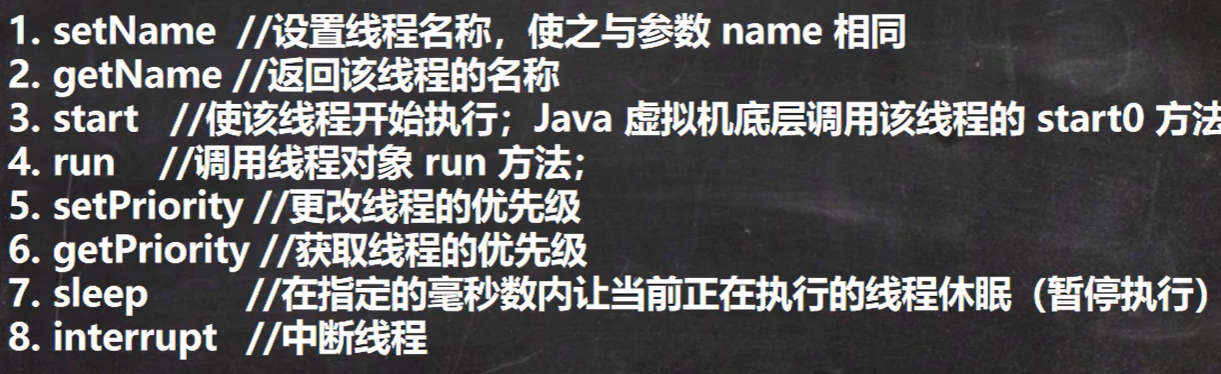 1. setName //设置线程名称，使之与参数 name 相同
2. getName //返回该线程的名称
3. start //使该线程开始执行；Java 虚拟机底层调用该线程的 start0 方法
4. run //调用线程对象 run 方法；
5. setPriority //更改线程的优先级
6. getPriority //获取线程的优先级
7. sleep //在指定的毫秒数内让当前正在执行的线程休眠（暂停执行）
8. interrupt //中断线程